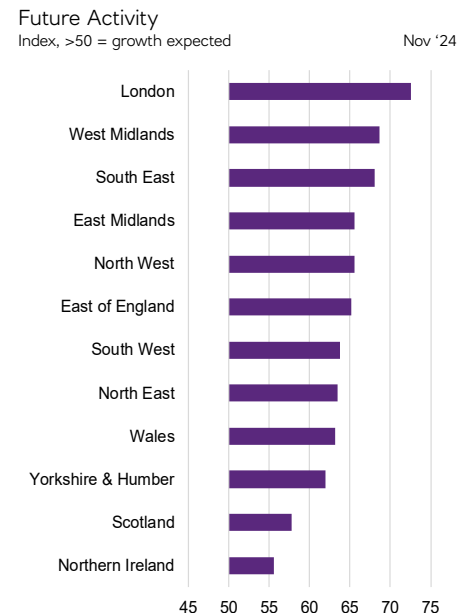 Future Activity
Index, >50 = growth expected Nov ‘24
London
West Midlands
South East
East Midlands
North West
East of England
South West
North East
Wales
Yorkshire & Humber
Scotland
Northern Ireland
45 50 55 60 65 70 75